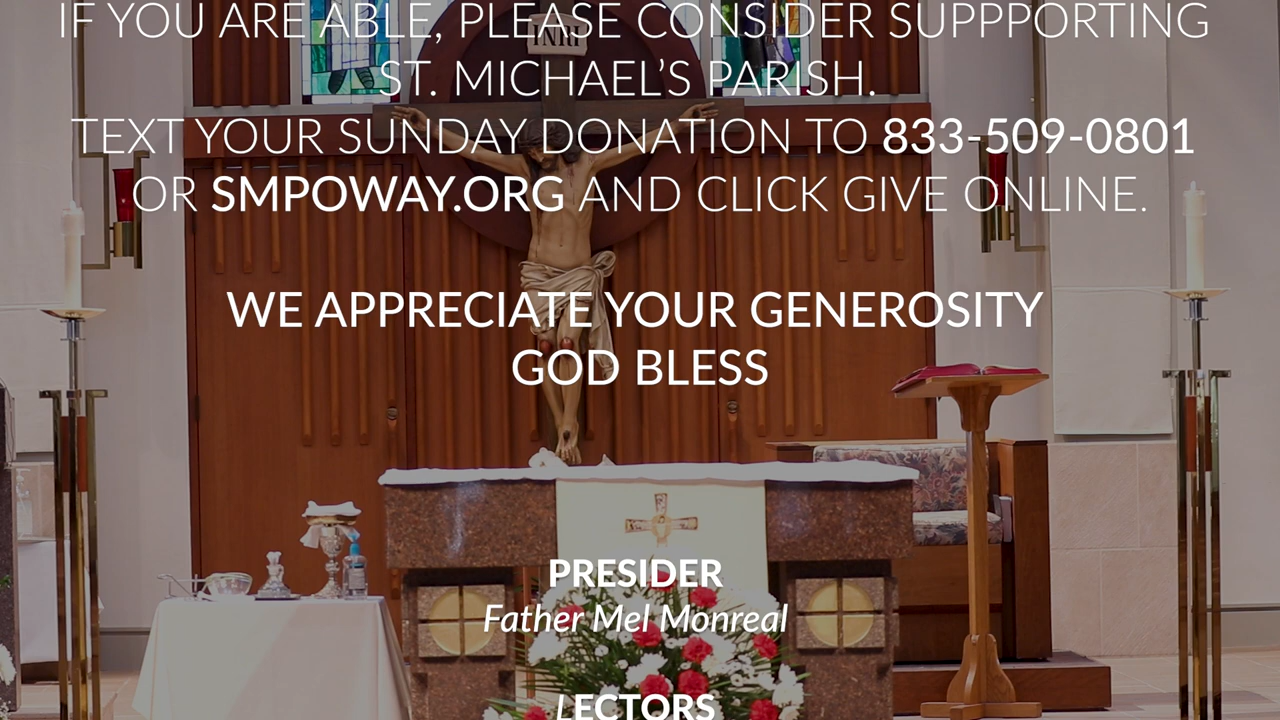 IF YOU ARE ABLE, PLEASE CONSIDER SUPPPORTING
INRI
ST. MICHAEL'S PARISH.
TEXT YOUR SUNDAY DONATION TO 833-509-0801
OR SMPOWAY.ORG AND CLICK GIVE ONLINE.
WE APPRECIATE YOUR GENEROSITY
GOD BLESS
PRESIDER
Father Mel Monreal
LECTORS